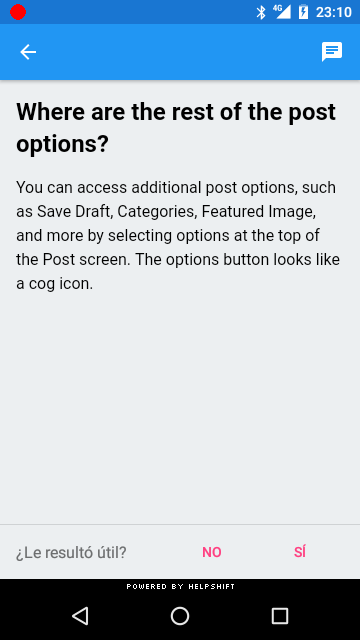 4G 23:10
Where are the rest of the post
options?
You can access additional post options, such
as Save Draft, Categories, Featured Image,
and more by selecting options at the top of
the Post screen. The options button looks like
a cog icon.
¿Le resultó útil? NO SÍ
POWERED BY HELPSHIFT